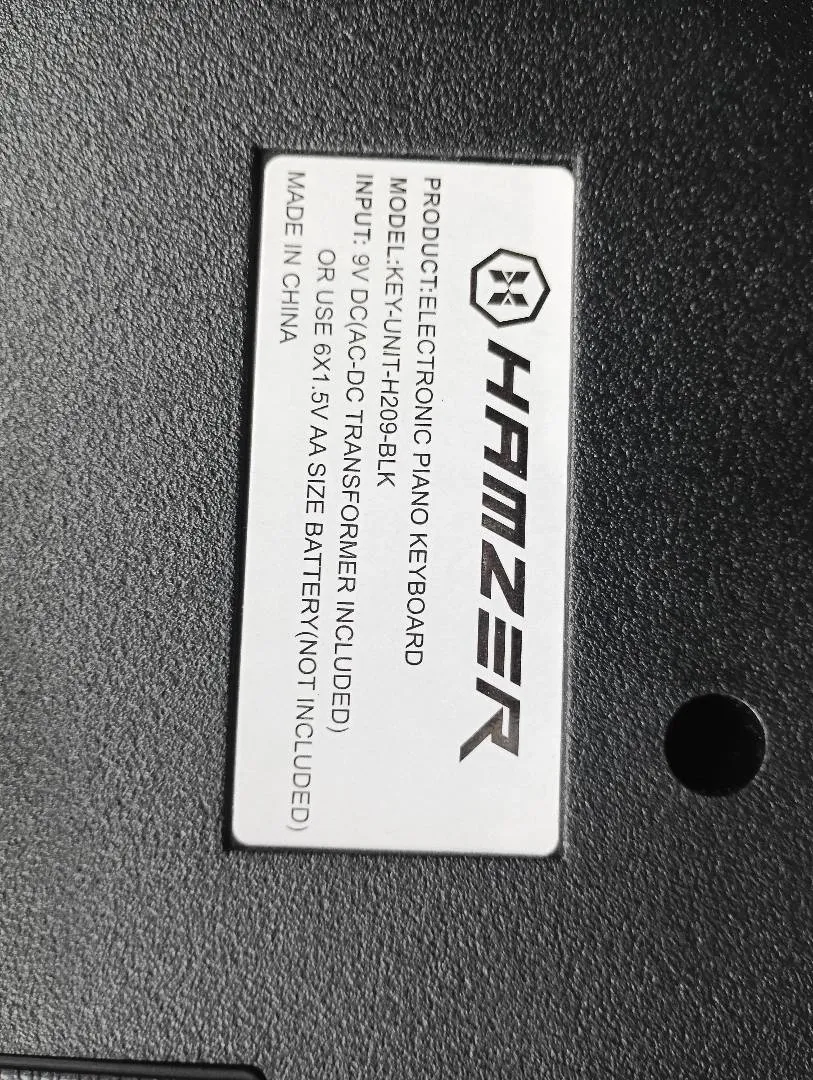 HAMZER
PRODUCT:ELECTRONIC PIANO KEYBOARD
MODEL:KEY-UNIT-H209-BLK
INPUT: 9V DC(AC-DC TRANSFORMER INCLUDED)
OR USE 6X1.5V AA SIZE BATTERY(NOT INCLUDED)
MADE IN CHINA